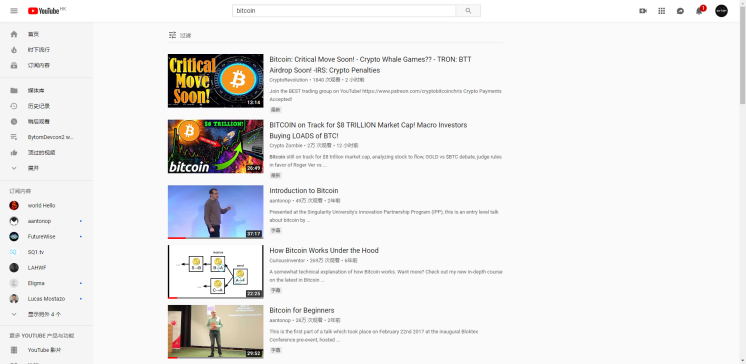 YouTube HK
bitcoin
1
首页
时下流行
订阅内容
媒体库
历史记录
稍后观看
BytomDevcon2 w...
顶过的视频
展开
订阅内容
world Hello
aantonop
FutureWise
SQ1.tv
LAHWF
Eligma
Lucas Mostazo
显示另外 4 个
更多 YOUTUBE 产品与功能
YouTube 影片
过滤
Critical
Move
Soon!
13:14
Bitcoin: Critical Move Soon! - Crypto Whale Games?? - TRON: BTT
Airdrop Soon! -IRS: Crypto Penalties
CryptoRevolution • 1840 次观看 • 2 小时前
Join the BEST trading group on YouTube! https://www.patreon.com/cryptobitcoinchris Crypto Payments
Accepted!
最新
$8 TRILLION!
bitcoin
26:49
BITCOIN on Track for $8 TRILLION Market Cap! Macro Investors
Buying LOADS of BTC!
Crypto Zombie • 2万 次观看 • 12 小时前
Bitcoin still on track for $8 trillion market cap, analyzing stock to flow, GOLD vs $BTC debate, judge rules
in favor of Roger Ver vs ...
最新
37:17
Introduction to Bitcoin
aantonop • 49万 次观看 • 2年前
Presented at the Singularity University's Innovation Partnership Program (IPP), this is an entry level talk
about bitcoin by ...
字幕
22:25
How Bitcoin Works Under the Hood
CuriousInventor • 269万 次观看 • 6年前
A somewhat technical explanation of how Bitcoin works. Want more? Check out my new in-depth course
on the latest in Bitcoin ...
字幕
29:52
Bitcoin for Beginners
aantonop • 26万 次观看 • 2年前
This is the first part of a talk which took place on February 22nd 2017 at the inaugural Bloktex
Conference pre-event, hosted ...
字幕